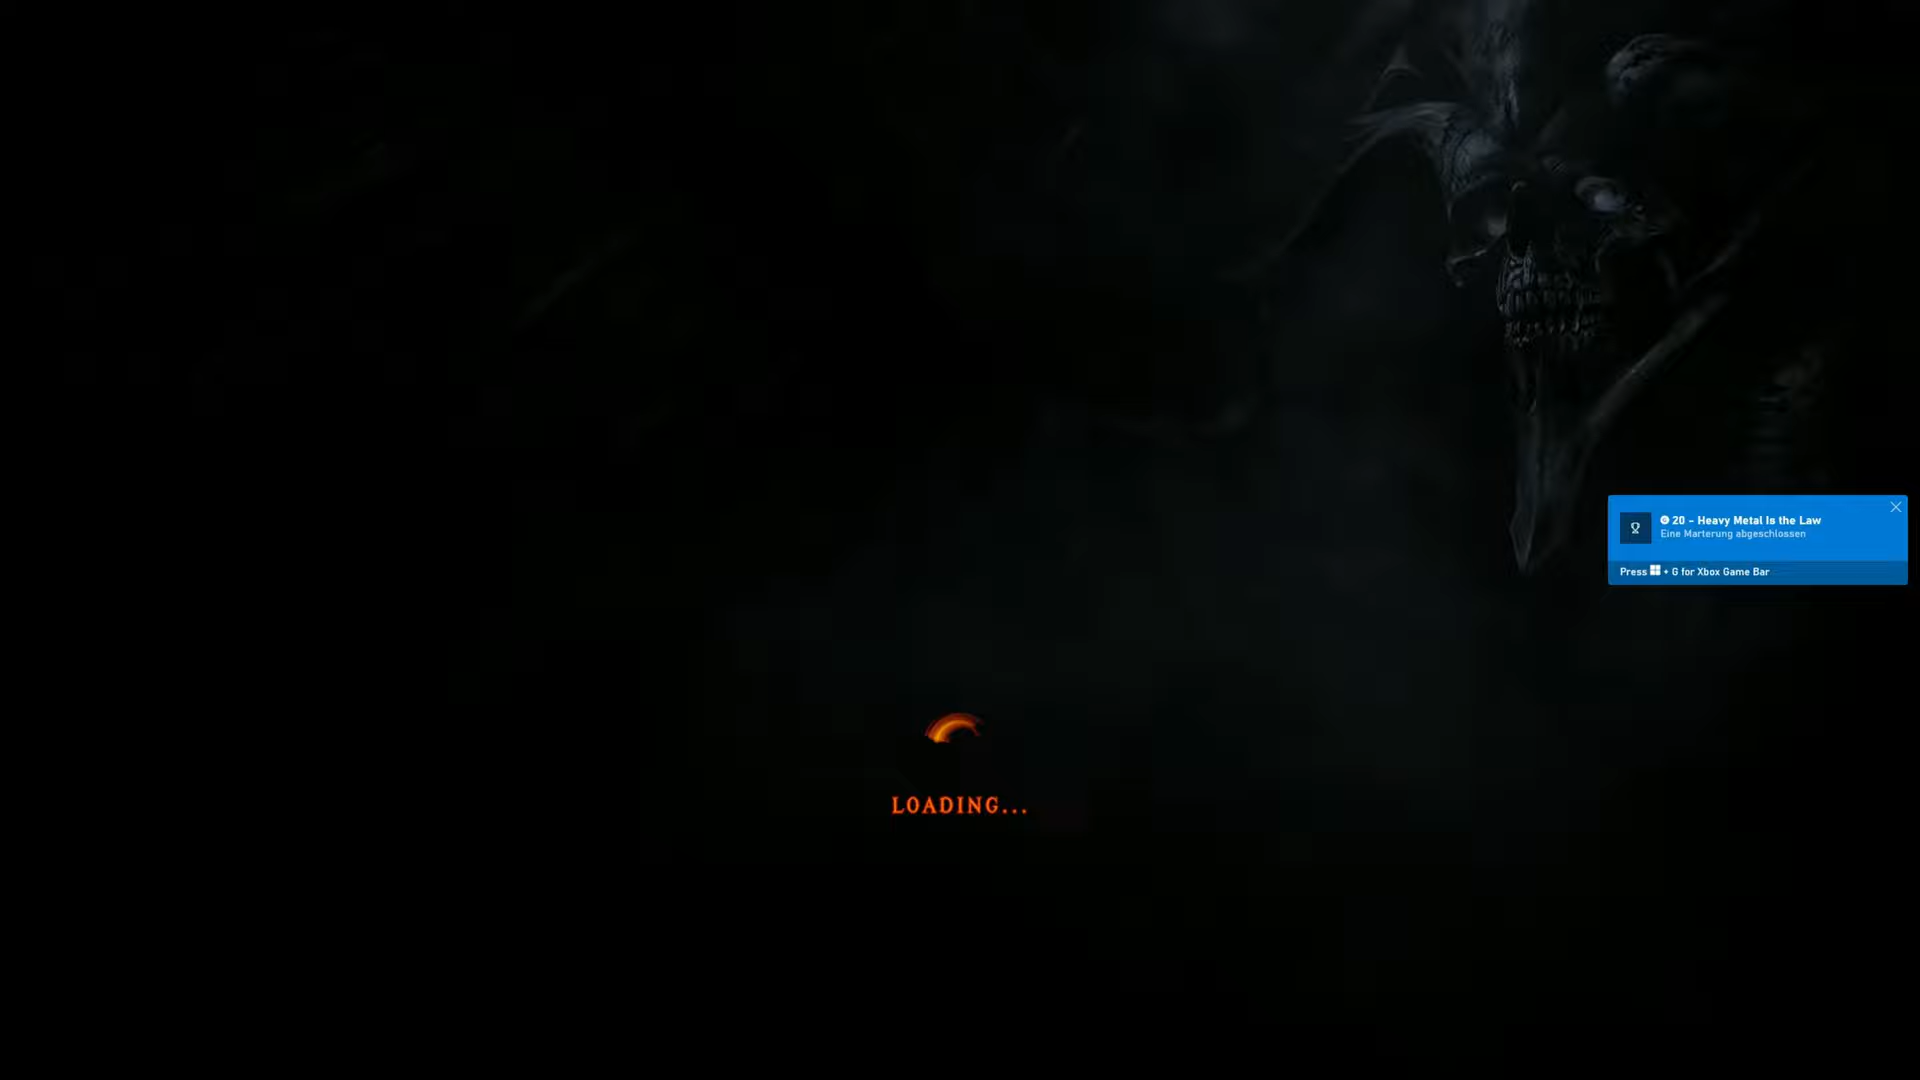 20 - Heavy Metal Is the Law
Eine Marterung abgeschlossen
Press + G for Xbox Game Bar
LOADING...